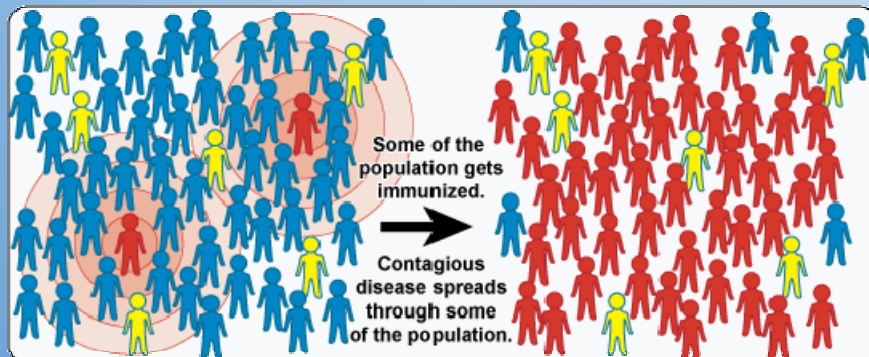 Some of the
population gets
immunized.
Contagious
disease spreads
through some
of the population.